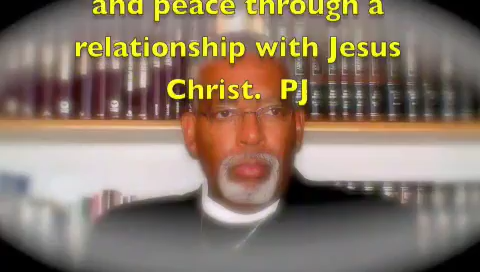 and peace through a
relationship with Jesus
Christ.  PJ